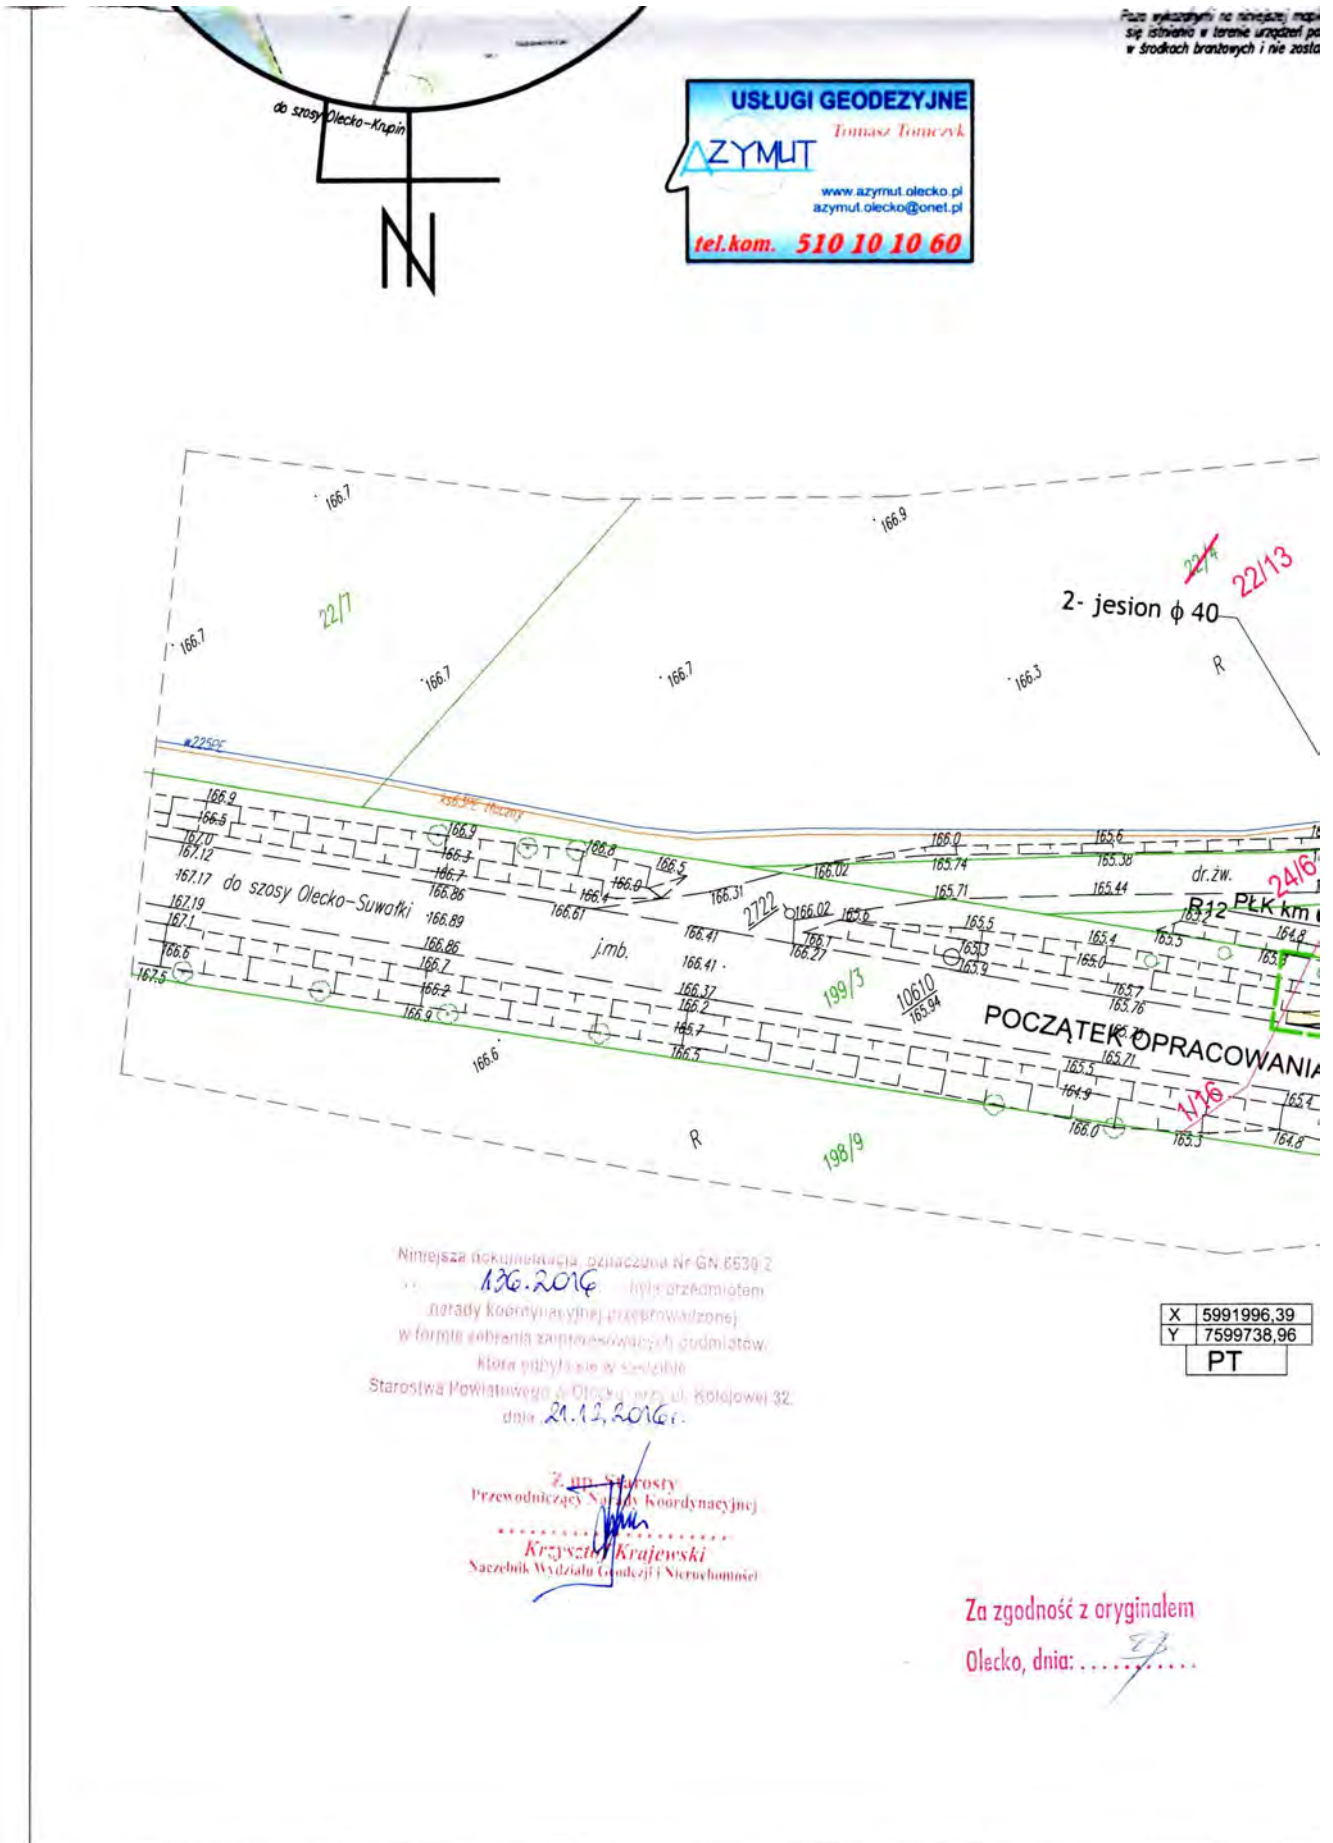 do szosy Olecko-Krupin
Poza wykazanymi na niniejszej
się istnienia w terenie urządzeń
w środkach branżowych i nie
USŁUGI GEODEZYJNE
Tomasz Tomczyk
AZYMUT
www.azymut.olecko.pl
azymut.olecko@onet.pl
tel.kom. 510 10 10 60
N
166.7
166.9
22/4
22/13
22/7
2- jesion ϕ 40
166.7
166.7
166.7
166.3
R
w225PE
ks63PE tłoczny
166.9
166.5
167.0
167.12
166.9
166.3
166.7
166.86
166.8
166.5
166.0
166.4
166.61
166.31
166.02
166.0
165.74
165.6
165.38
dr.żw.
24/6
167.17
do szosy Olecko-Suwałki
166.89
2722
166.02
165.6
165.71
165.44
R12
PŁK km
167.19
167.1
166.6
167.5
166.86
166.7
166.2
166.9
j.mb.
166.41
166.41
166.37
166.2
165.7
166.5
166.1
166.27
165.5
165.3
165.9
165.4
165.0
165.7
165.76
165.5
164.8
199/3
10610
165.94
POCZĄTEK OPRACOWANIA
165.71
165.5
164.9
166.0
1/16
165.3
165.4
164.8
166.6
R
198/9
Niniejsza dokumentacja, oznaczona Nr GN.6630.2
136.2016 była przedmiotem
narady koordynacyjnej przeprowadzonej
w formie zebrania zainteresowanych podmiotów,
która odbyła się w siedzibie
Starostwa Powiatowego w Olecku, przy ul. Kolejowej 32
dnia 21.12.2016r.
X 5991996,39
Y 7599738,96
PT
Z up. Starosty
Przewodniczący Narady Koordynacyjnej
Krzysztof Krajewski
Naczelnik Wydziału Geodezji i Nieruchomości
Za zgodność z oryginałem
Olecko, dnia: